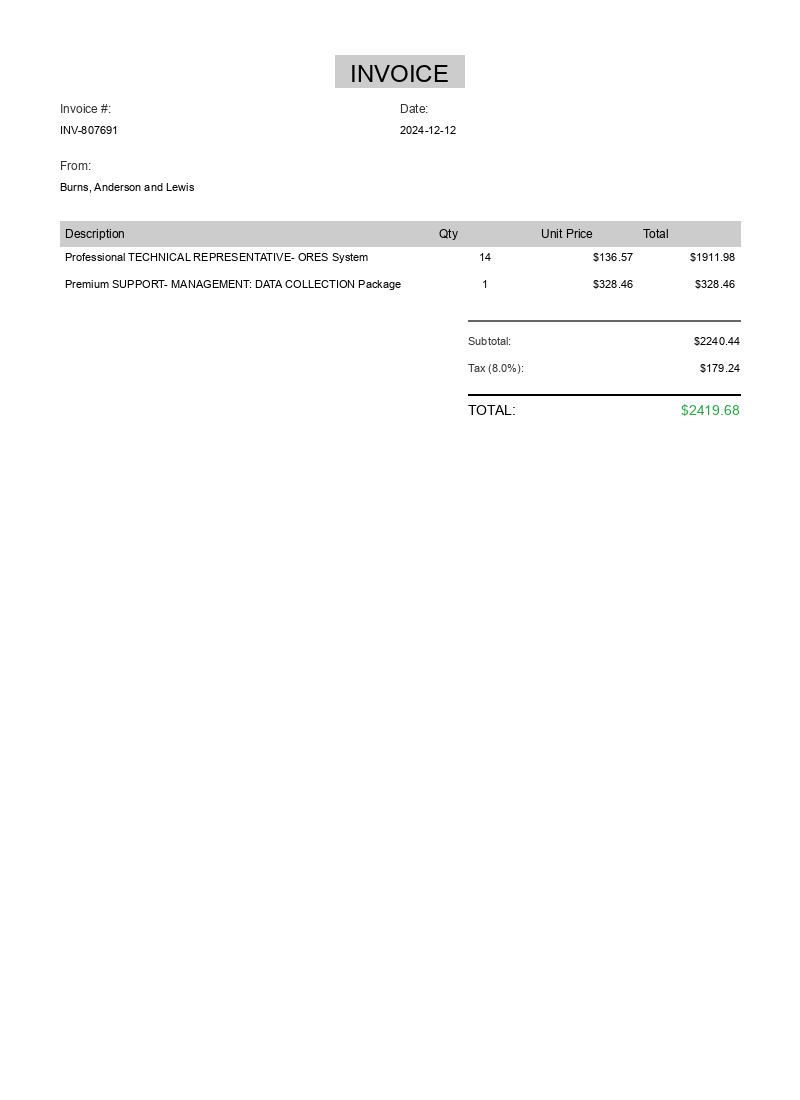 INVOICE
Invoice #: Date:
INV-807691 2024-12-12
From:
Burns, Anderson and Lewis
Description Qty Unit Price Total
Professional TECHNICAL REPRESENTATIVE- ORES System 14 $136.57 $1911.98
Premium SUPPORT- MANAGEMENT: DATA COLLECTION Package 1 $328.46 $328.46
Subtotal: $2240.44
Tax (8.0%): $179.24
TOTAL: $2419.68